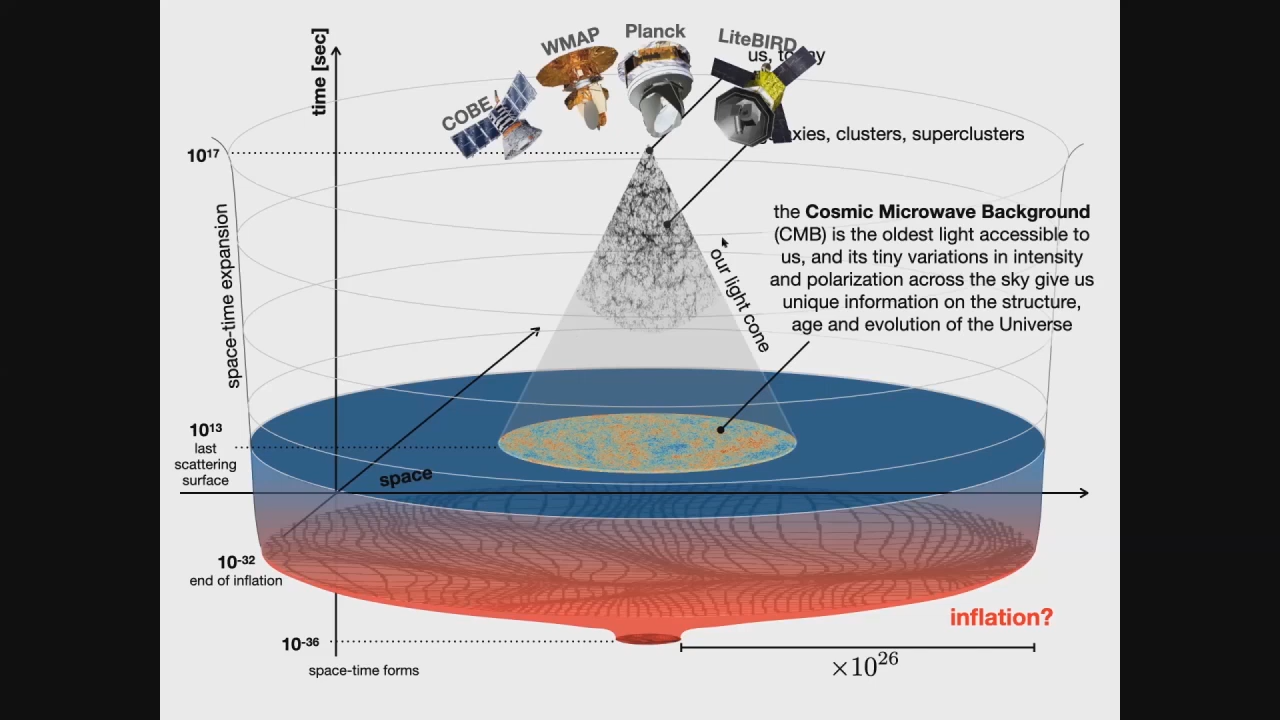 time [sec]
COBE
WMAP
Planck
LiteBIRD
us, today
galaxies, clusters, superclusters
10¹⁷
space-time expansion
the Cosmic Microwave Background
(CMB) is the oldest light accessible to
us, and its tiny variations in intensity
and polarization across the sky give us
unique information on the structure,
age and evolution of the Universe
our light cone
10¹³
last
scattering
surface
space
10⁻³²
end of inflation
inflation?
10⁻³⁶
space-time forms
×10²⁶